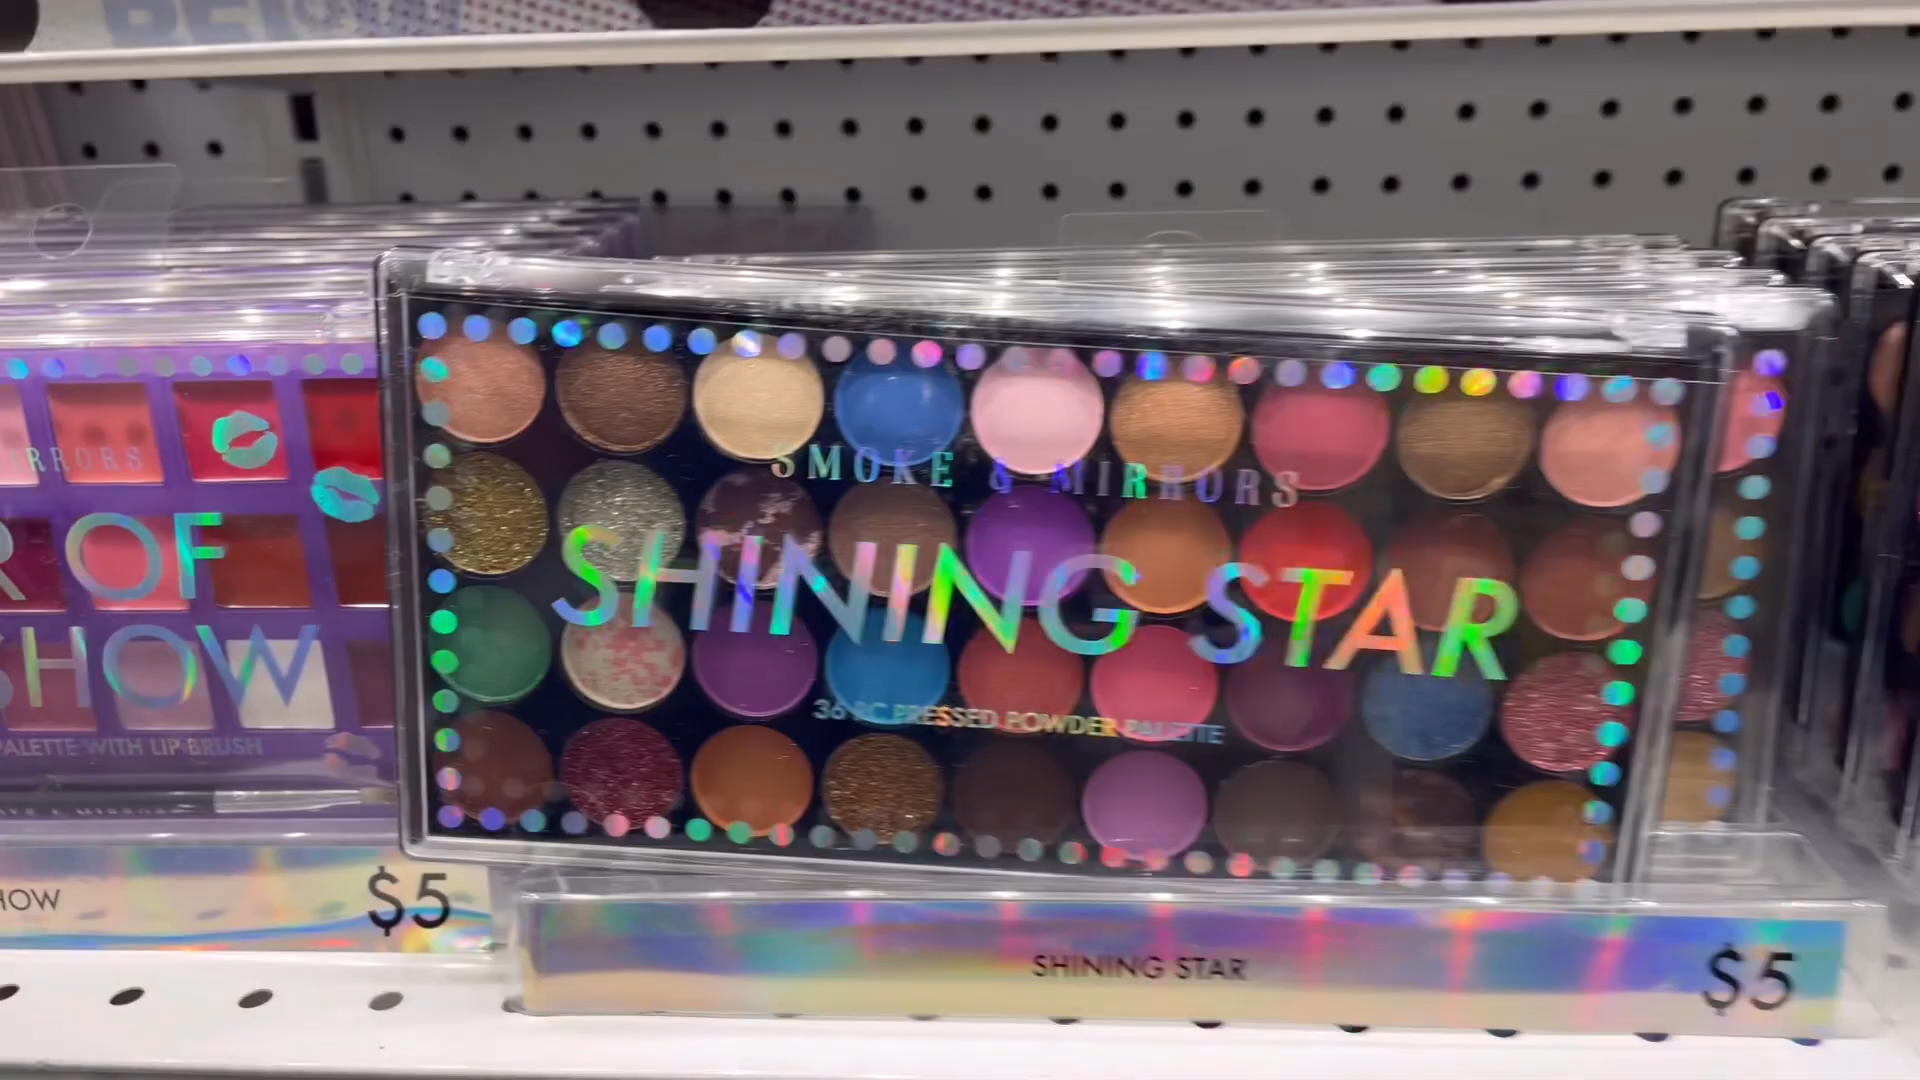 SMOKE & MIRRORS
SHINING STAR
36 PC PRESSED POWDER PALETTE
OF
SHOW
PALETTE WITH LIP BRUSH
$5
SHINING STAR
$5